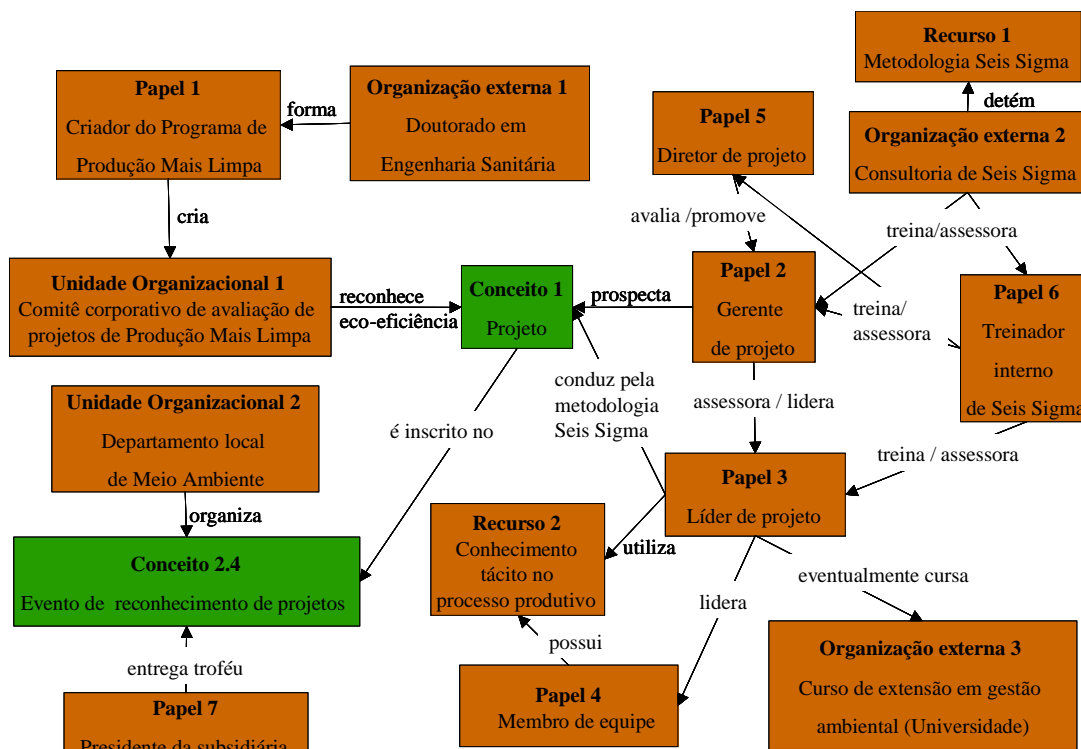 Recurso 1
Metodologia Seis Sigma
detém
Papel 1
Criador do Programa de
Produção Mais Limpa
forma
Organização externa 1
Doutorado em
Engenharia Sanitária
Papel 5
Diretor de projeto
Organização externa 2
Consultoria de Seis Sigma
cria
avalia /promove
treina/assessora
Unidade Organizacional 1
Comitê corporativo de avaliação de
projetos de Produção Mais Limpa
reconhece
eco-eficiência
Conceito 1
Projeto
prospecta
Papel 2
Gerente
de projeto
treina/
assessora
Papel 6
Treinador
interno
de Seis Sigma
Unidade Organizacional 2
Departamento local
de Meio Ambiente
é inscrito no
conduz pela
metodologia
Seis Sigma
assessora / lidera
treina / assessora
organiza
Papel 3
Líder de projeto
Recurso 2
Conhecimento
tácito no
processo produtivo
utiliza
Conceito 2.4
Evento de reconhecimento de projetos
lidera
eventualmente cursa
entrega troféu
possui
Papel 7
Presidente da subsidiária
Papel 4
Membro de equipe
Organização externa 3
Curso de extensão em gestão
ambiental (Universidade)